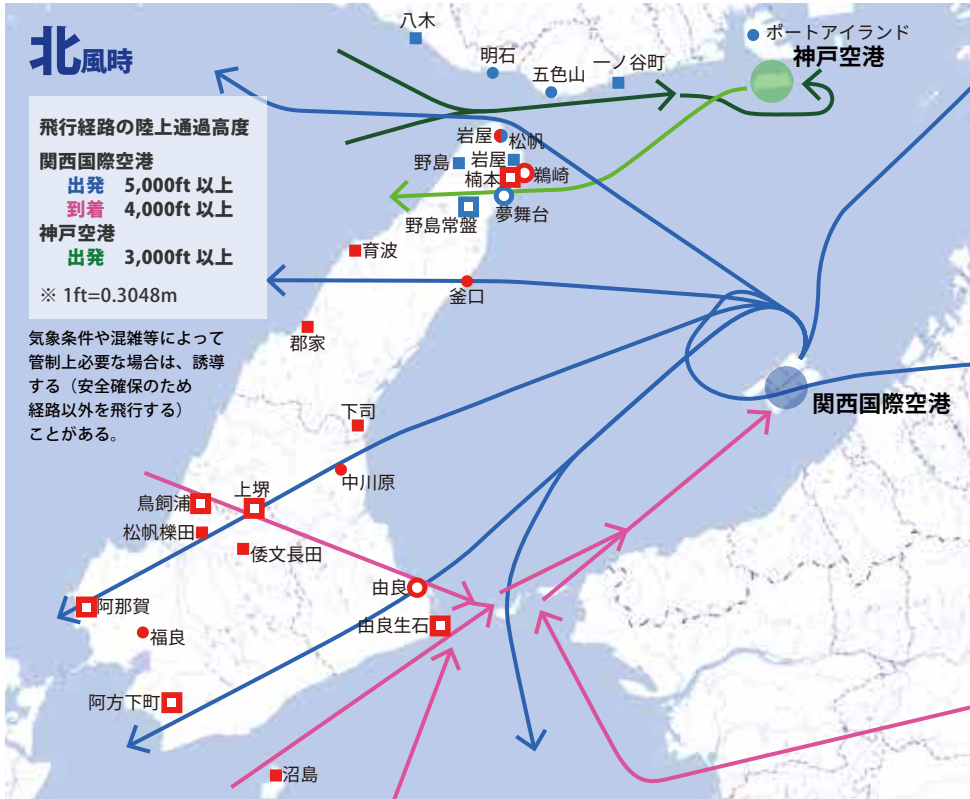 北風時
飛行経路の陸上通過高度
関西国際空港
出発 5,000ft 以上
到着 4,000ft 以上
神戸空港
出発 3,000ft 以上
※ 1ft=0.3048m
気象条件や混雑等によって
管制上必要な場合は、誘導
する（安全確保のため
経路以外を飛行する）
ことがある。
八木
明石
五色山
一ノ谷町
ポートアイランド
神戸空港
岩屋
松帆
野島
岩屋
楠本
鵜崎
野島常盤
夢舞台
育波
釜口
郡家
関西国際空港
下司
中川原
鳥飼浦
上堺
松帆櫟田
倭文長田
由良
阿那賀
福良
由良生石
阿方下町
沼島